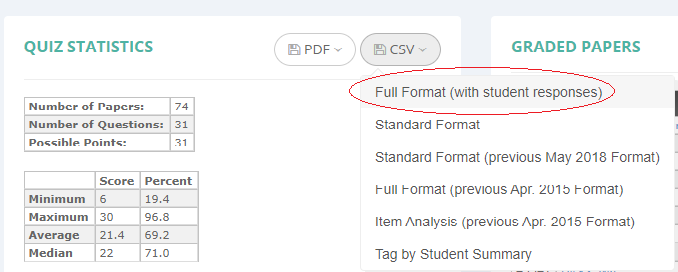 QUIZ STATISTICS
PDF
CSV
GRADED PAPERS
Full Format (with student responses)
Standard Format
Standard Format (previous May 2018 Format)
Full Format (previous Apr. 2015 Format)
Item Analysis (previous Apr. 2015 Format)
Tag by Student Summary
Number of Papers: 74
Number of Questions: 31
Possible Points: 31
Score Percent
Minimum 6 19.4
Maximum 30 96.8
Average 21.4 69.2
Median 22 71.0